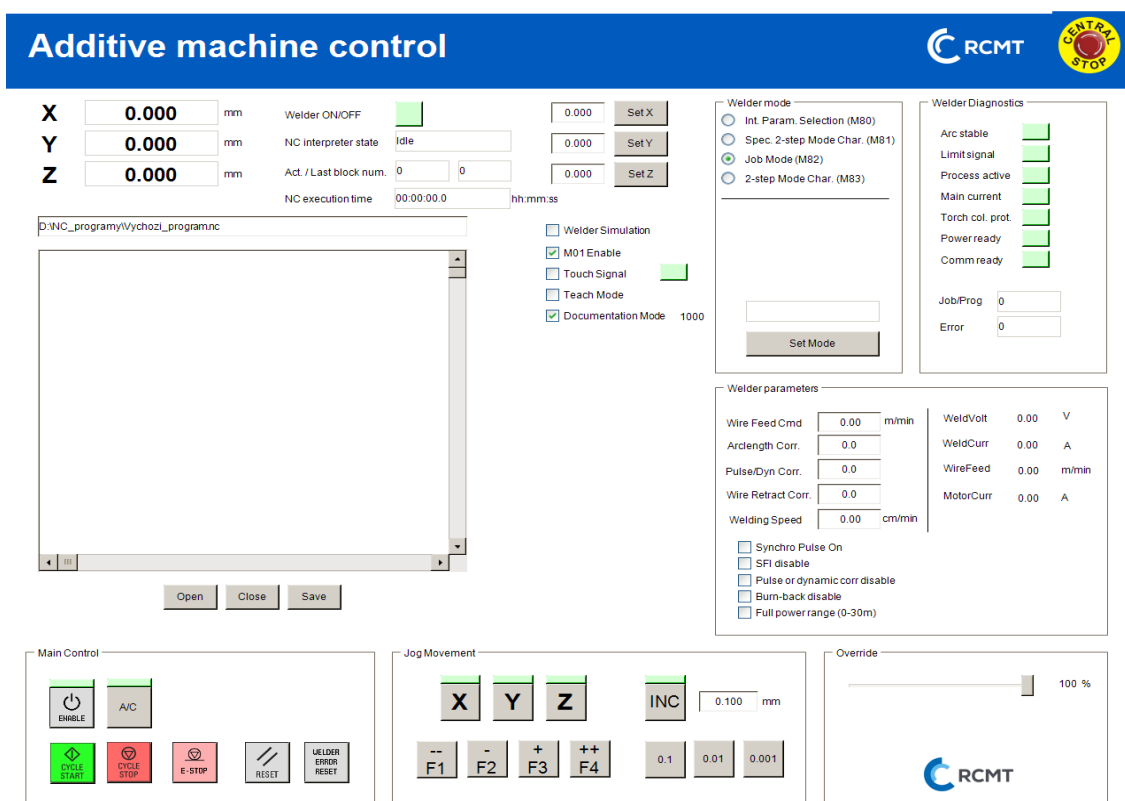 Additive machine control
RCMT
CENTRAL
STOP
X 0.000 mm
Y 0.000 mm
Z 0.000 mm
Welder ON/OFF
NC interpreter state Idle
Act. / Last block num. 0 0
NC execution time 00:00:00.0 hh:mm:ss
0.000 Set X
0.000 Set Y
0.000 Set Z
D:\NC_programy\Vychozi_program.nc
Open Close Save
Welder Simulation
M01 Enable
Touch Signal
Teach Mode
Documentation Mode 1000
Welder mode
Int. Param. Selection (M80)
Spec. 2-step Mode Char. (M81)
Job Mode (M82)
2-step Mode Char. (M83)
Set Mode
Welder Diagnostics
Arc stable
Limit signal
Process active
Main current
Torch col. prot.
Power ready
Comm ready
Job/Prog 0
Error 0
Welder parameters
Wire Feed Cmd 0.00 m/min
Arclength Corr. 0.0
Pulse/Dyn Corr. 0.0
Wire Retract Corr. 0.0
Welding Speed 0.00 cm/min
WeldVolt 0.00 V
WeldCurr 0.00 A
WireFeed 0.00 m/min
MotorCurr 0.00 A
Synchro Pulse On
SFI disable
Pulse or dynamic corr disable
Burn-back disable
Full power range (0-30m)
Main Control
ENABLE
A/C
CYCLE
START
CYCLE
STOP
E-STOP
RESET
WELDER
ERROR
RESET
Jog Movement
X Y Z INC 0.100 mm
-- - + ++
F1 F2 F3 F4
0.1 0.01 0.001
Override
100 %
RCMT